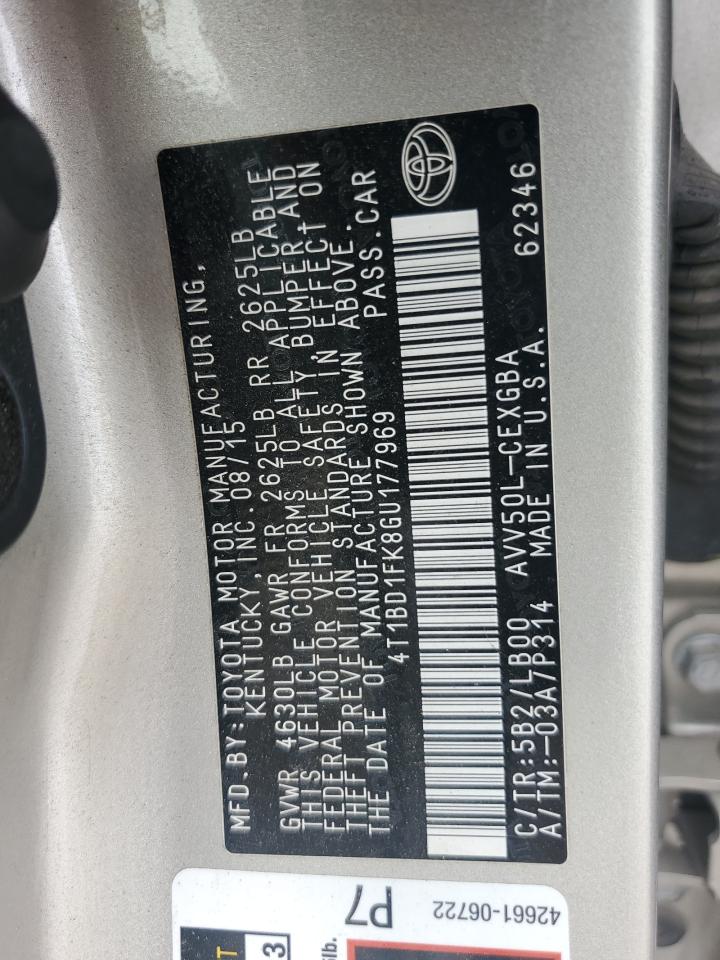 MFD.BY:TOYOTA MOTOR MANUFACTURING,
KENTUCKY,INC.08/15
GVWR 4630LB GAWR FR 2625LB RR 2625LB
THIS VEHICLE CONFORMS TO ALL APPLICABLE
FEDERAL MOTOR VEHICLE SAFETY, BUMPER, AND
THEFT PREVENTION STANDARDS IN EFFECT ON
THE DATE OF MANUFACTURE SHOWN ABOVE.
4T1BD1FK8GU177969 PASS.CAR
C/TR:5B2/LB00 AVV50L-CEXGBA 62346
A/TM:-03A7P314 MADE IN U.S.A.
P7
42661-06722
3
lb.